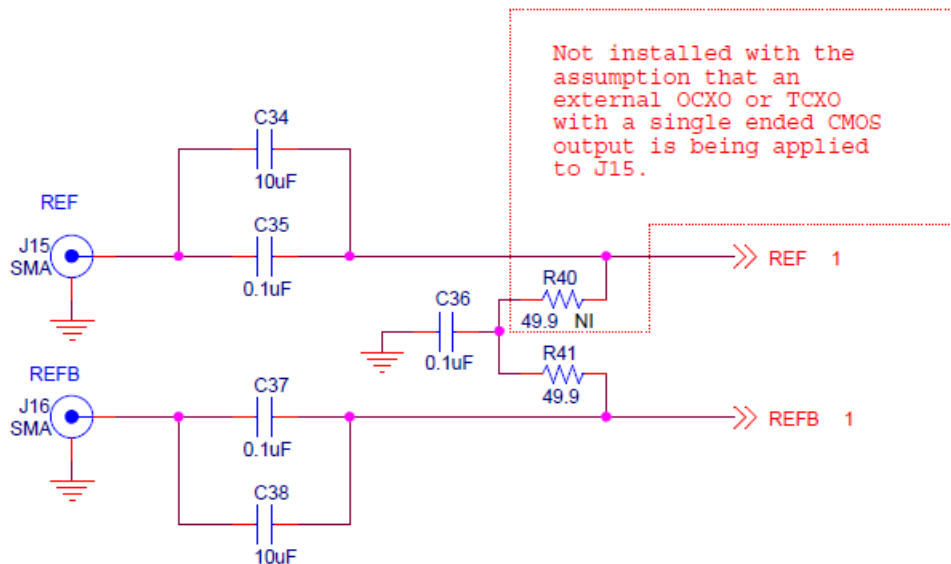 Not installed with the
assumption that an
external OCXO or TCXO
with a single ended CMOS
output is being applied
to J15.
C34
10uF
REF
J15
SMA
C35
0.1uF
REF 1
R40
49.9 NI
C36
0.1uF
R41
49.9
REFB
J16
SMA
C37
0.1uF
REFB 1
C38
10uF